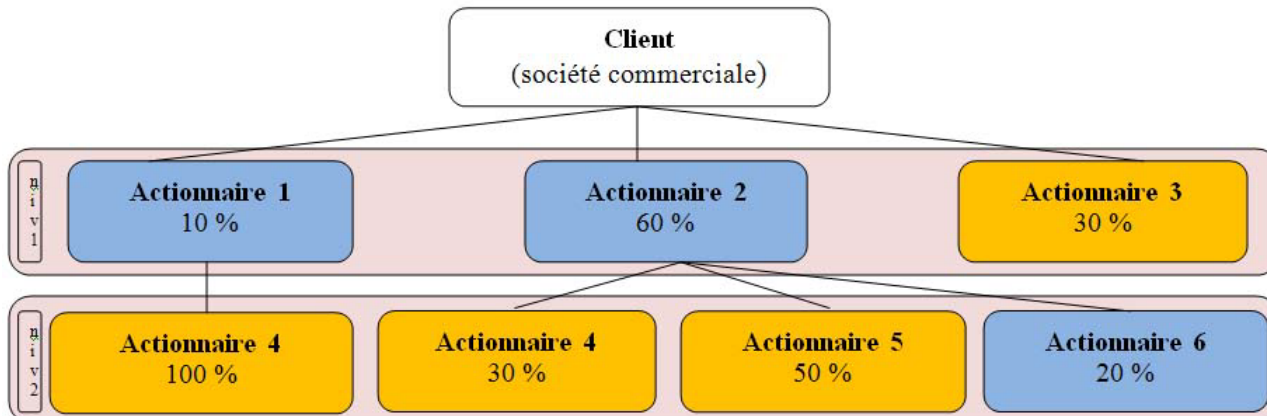 Client
(société commerciale)
niv1
Actionnaire 1
10 %
Actionnaire 2
60 %
Actionnaire 3
30 %
niv2
Actionnaire 4
100 %
Actionnaire 4
30 %
Actionnaire 5
50 %
Actionnaire 6
20 %